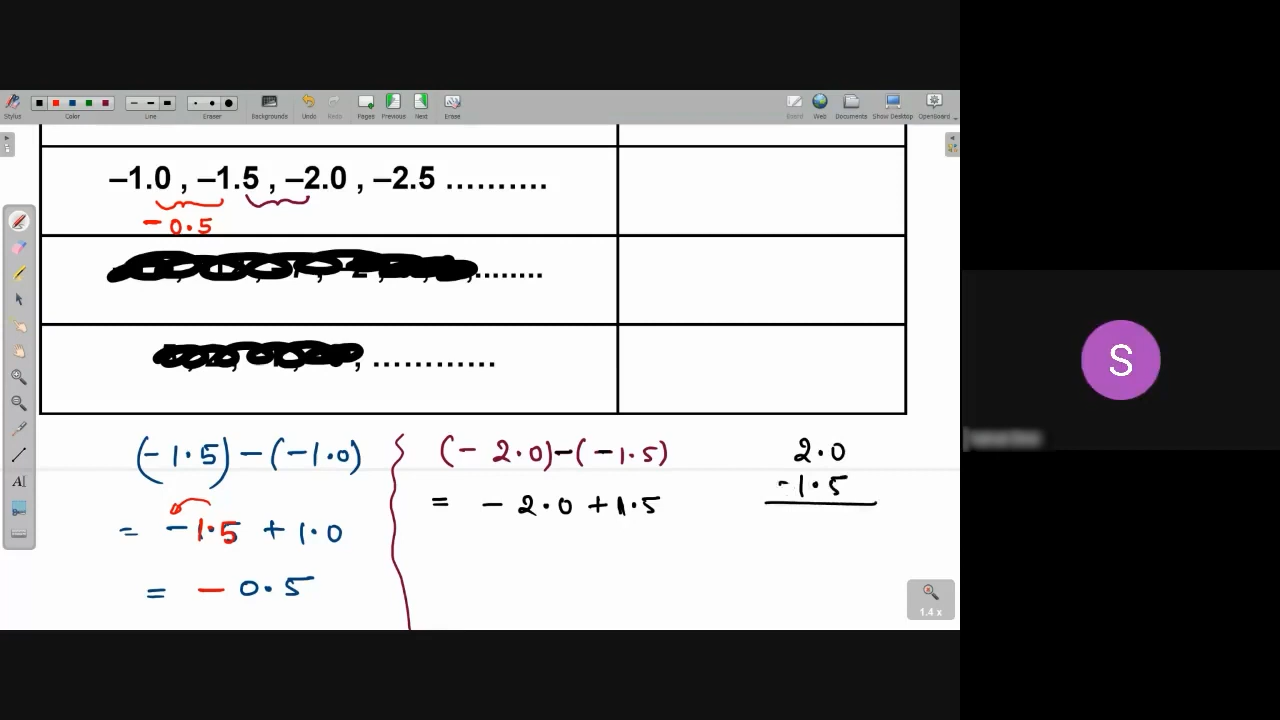 Stylus Color Line Eraser Backgrounds Undo Redo Pages Previous Next Erase Board Web Documents Show Desktop OpenBoard
–1.0 , –1.5 , –2.0 , –2.5 ..........
- 0.5
(-1.5) - (-1.0)
= -1.5 + 1.0
= - 0.5
(- 2.0) - (-1.5)
= - 2.0 + 1.5
2.0
-1.5
1.4 x
S